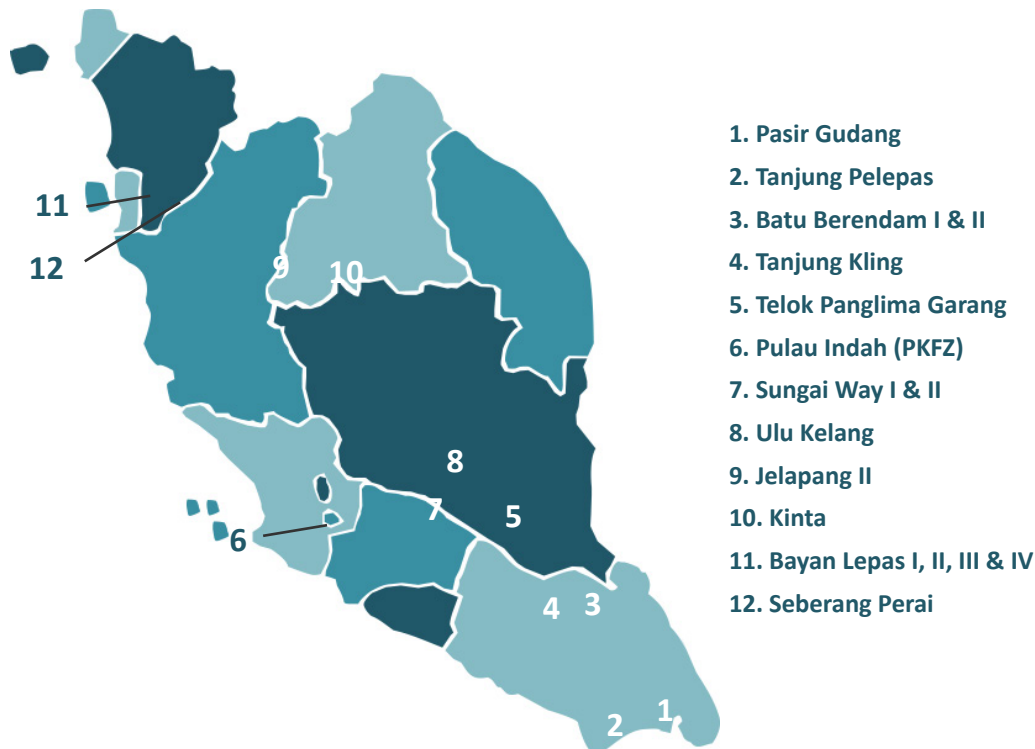 11
12
9
10
8
7
5
6
4
3
2
1
1. Pasir Gudang
2. Tanjung Pelepas
3. Batu Berendam I & II
4. Tanjung Kling
5. Telok Panglima Garang
6. Pulau Indah (PKFZ)
7. Sungai Way I & II
8. Ulu Kelang
9. Jelapang II
10. Kinta
11. Bayan Lepas I, II, III & IV
12. Seberang Perai